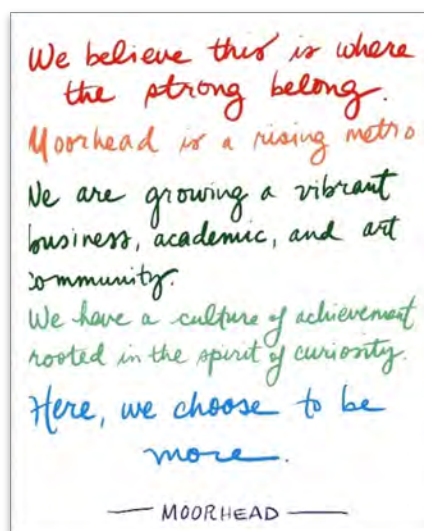 We believe this is where
the strong belong.
Moorhead is a rising metro
We are growing a vibrant
business, academic, and art
community.
We have a culture of achievement
rooted in the spirit of curiosity.
Here, we choose to be
more.
— MOORHEAD —